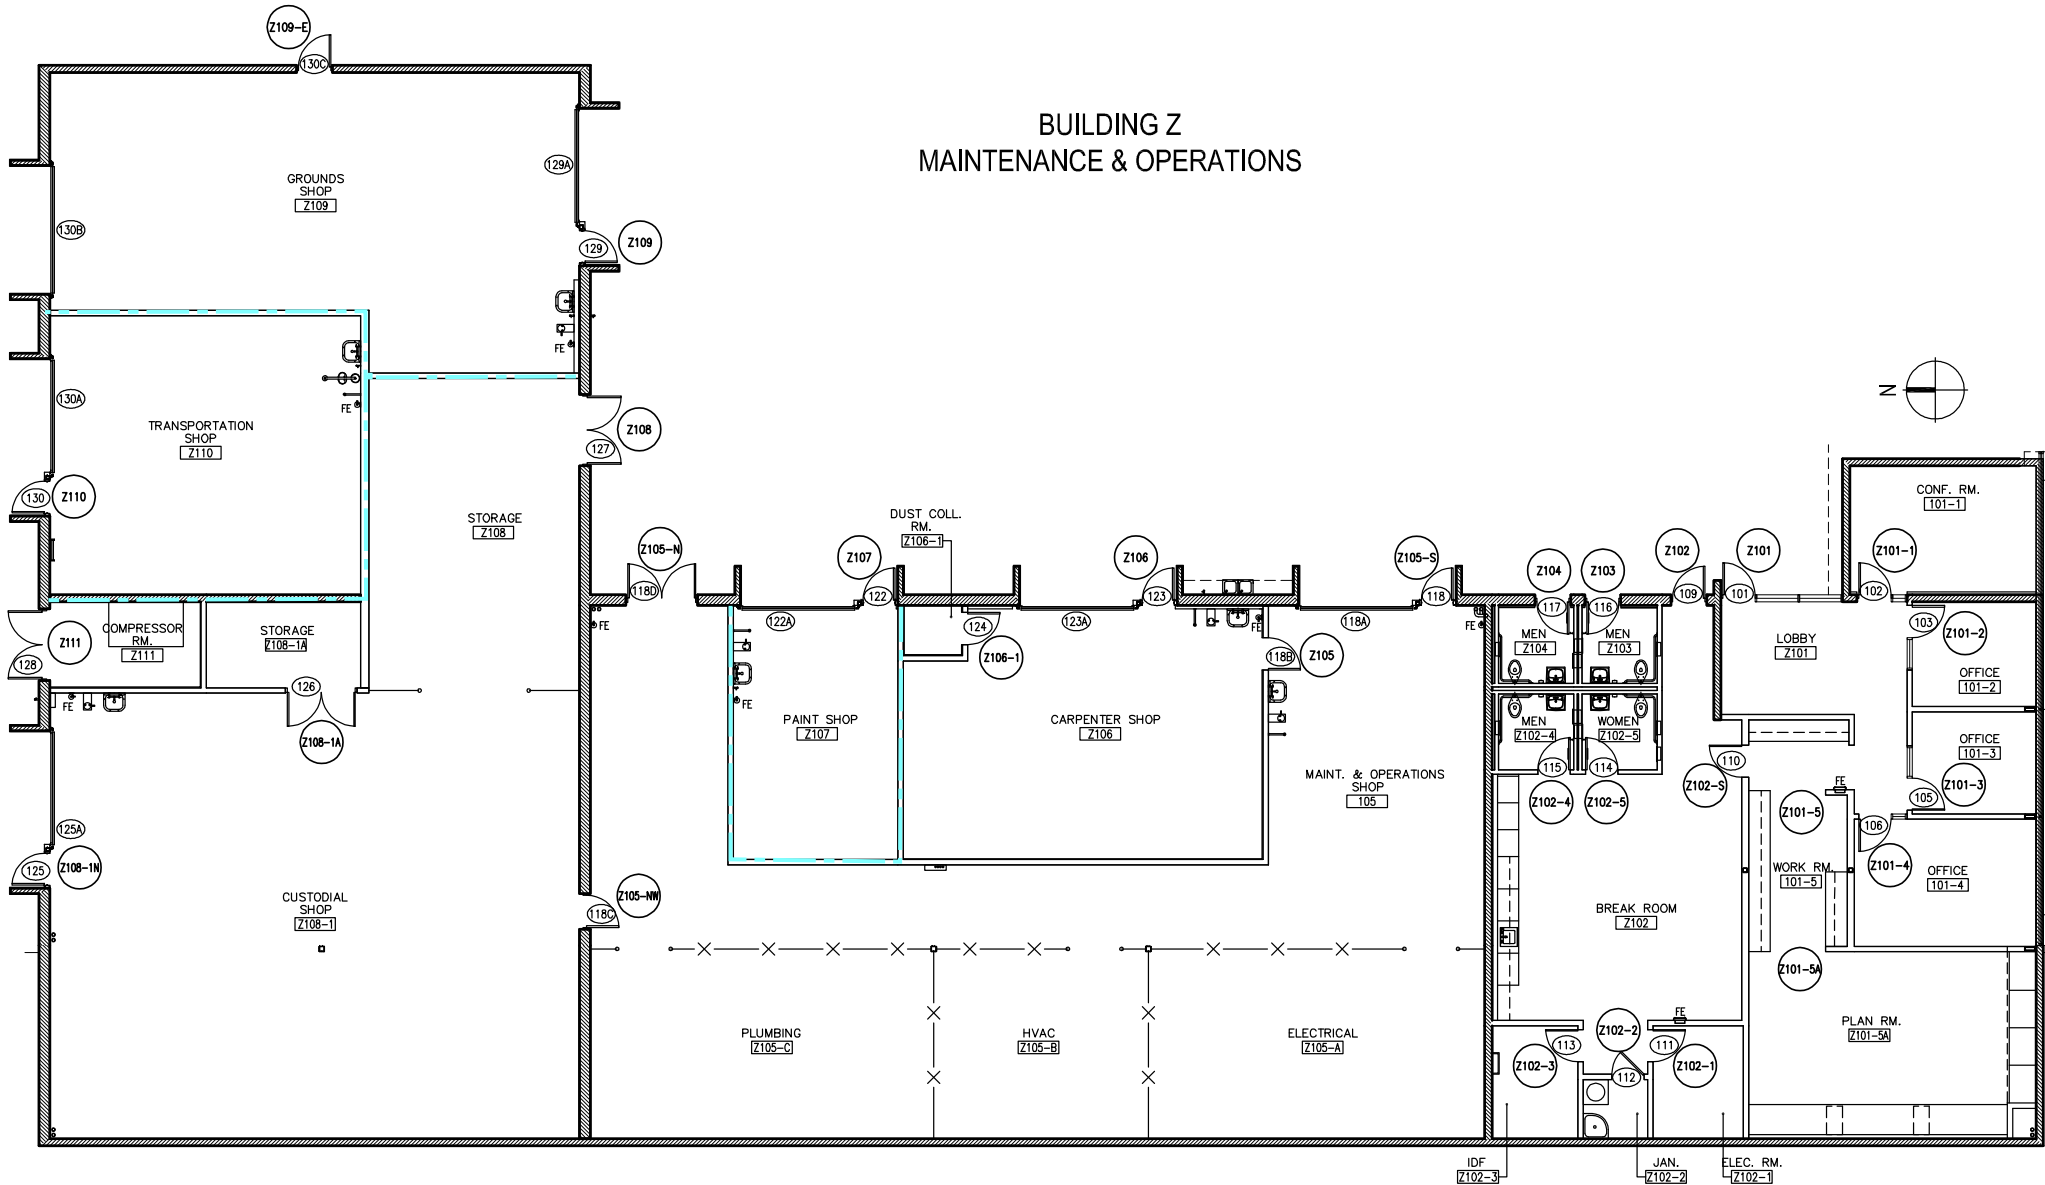 BUILDING Z
MAINTENANCE & OPERATIONS
Z109-E
130C
129A
GROUNDS
SHOP
Z109
130B
129
Z109
FE
130A
FE
TRANSPORTATION
SHOP
Z110
127
Z108
130
Z110
STORAGE
Z108
N
CONF. RM.
101-1
DUST COLL.
RM.
Z106-1
Z105-N
118D
Z107
122
Z106
123
Z105-S
118
Z104
117
Z103
116
Z102
109
Z101
101
Z101-1
102
FE
122A
123A
FE
118A
FE
124
Z106-1
118B
Z105
COMPRESSOR
RM.
Z111
Z111
128
STORAGE
Z108-1A
126
Z108-1A
FE
MEN
Z104
MEN
Z103
LOBBY
Z101
103
Z101-2
OFFICE
101-2
FE
PAINT SHOP
Z107
CARPENTER SHOP
Z106
MEN
Z102-4
WOMEN
Z102-5
OFFICE
101-3
MAINT. & OPERATIONS
SHOP
105
115
114
Z102-4
Z102-5
110
Z102-S
FE
105
Z101-3
Z101-5
106
Z101-4
125A
125
Z108-1N
CUSTODIAL
SHOP
Z108-1
Z105-NW
118C
WORK RM.
101-5
OFFICE
101-4
BREAK ROOM
Z102
Z101-5A
PLUMBING
Z105-C
HVAC
Z105-B
ELECTRICAL
Z105-A
FE
PLAN RM.
Z101-5A
Z102-2
113
111
Z102-3
112
Z102-1
IDF
Z102-3
JAN.
Z102-2
ELEC. RM.
Z102-1